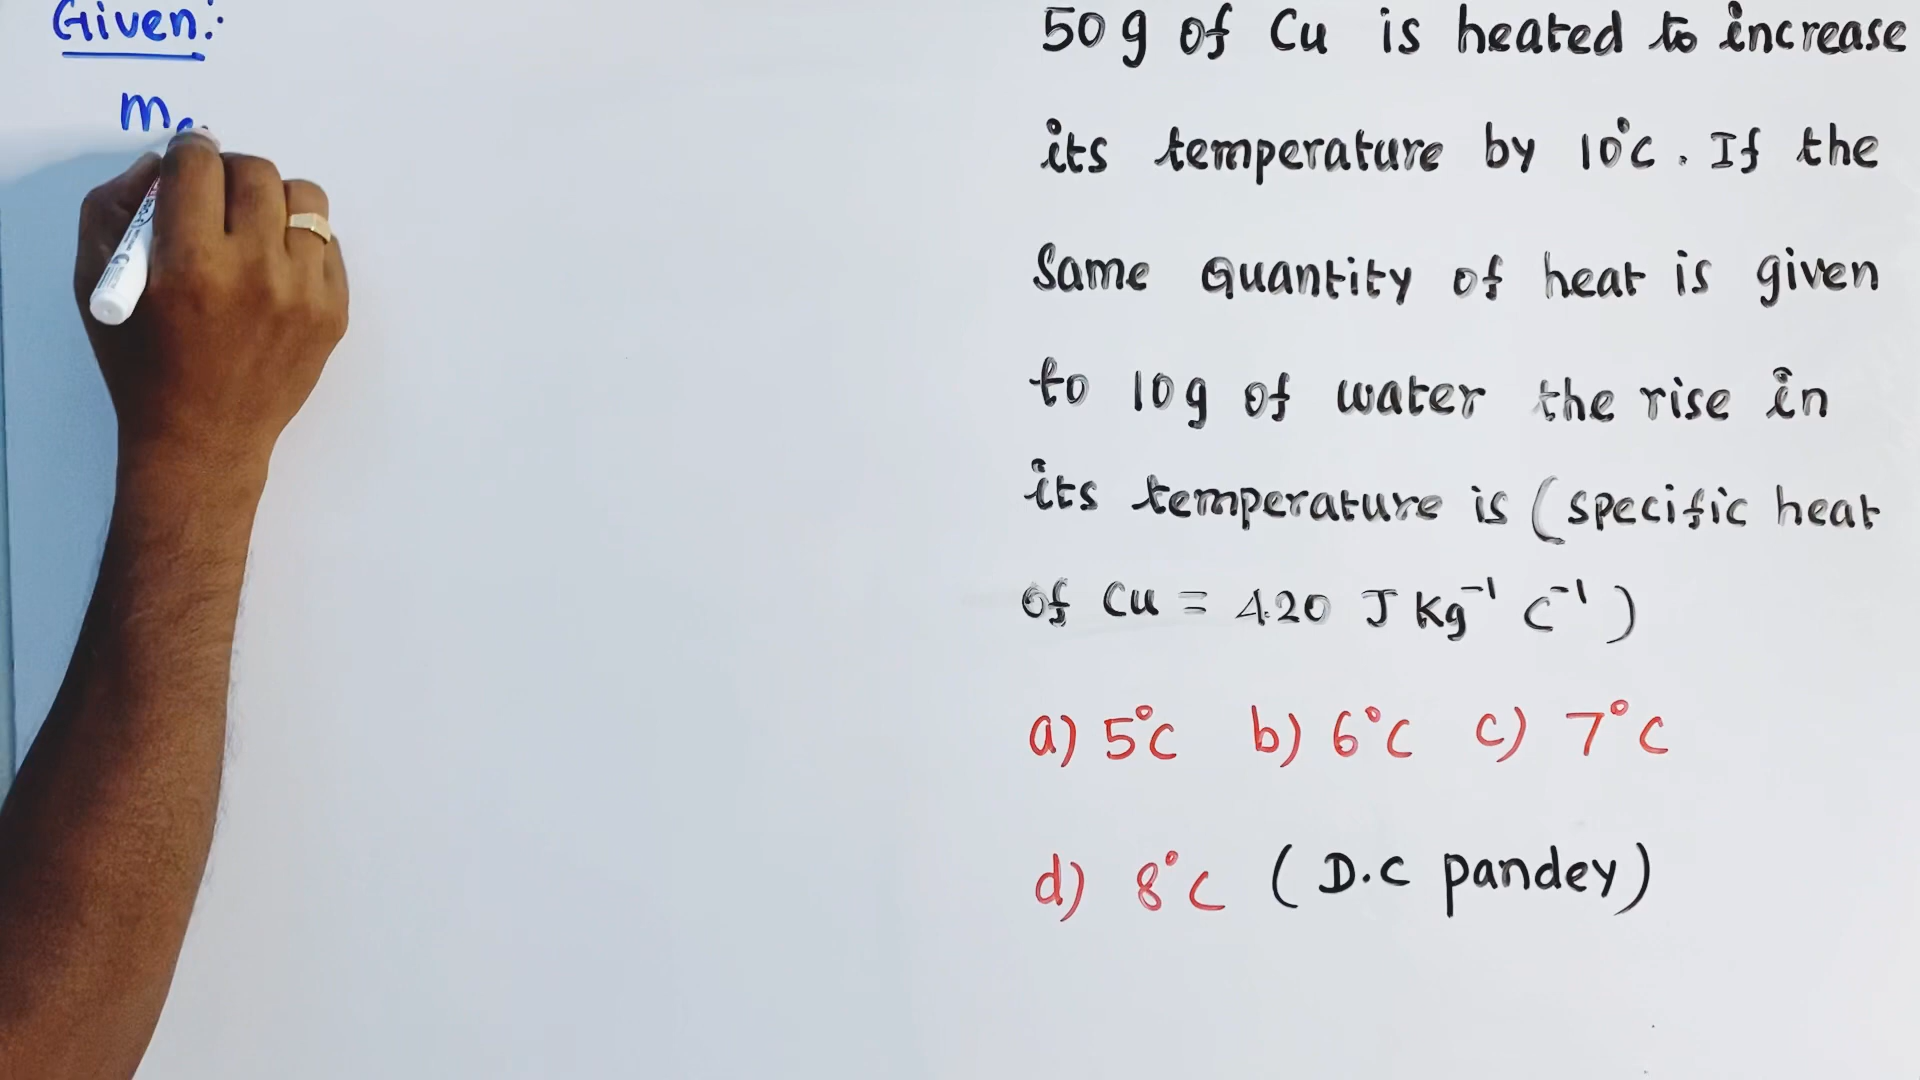 Given:
m
50 g of Cu is heated to increase
its temperature by 10°C. If the
Same Quantity of heat is given
to 10g of water the rise in
its temperature is (specific heat
of Cu = 420 J Kg⁻¹ C⁻¹)
a) 5°C b) 6°C c) 7°C
d) 8°C (D.C pandey)